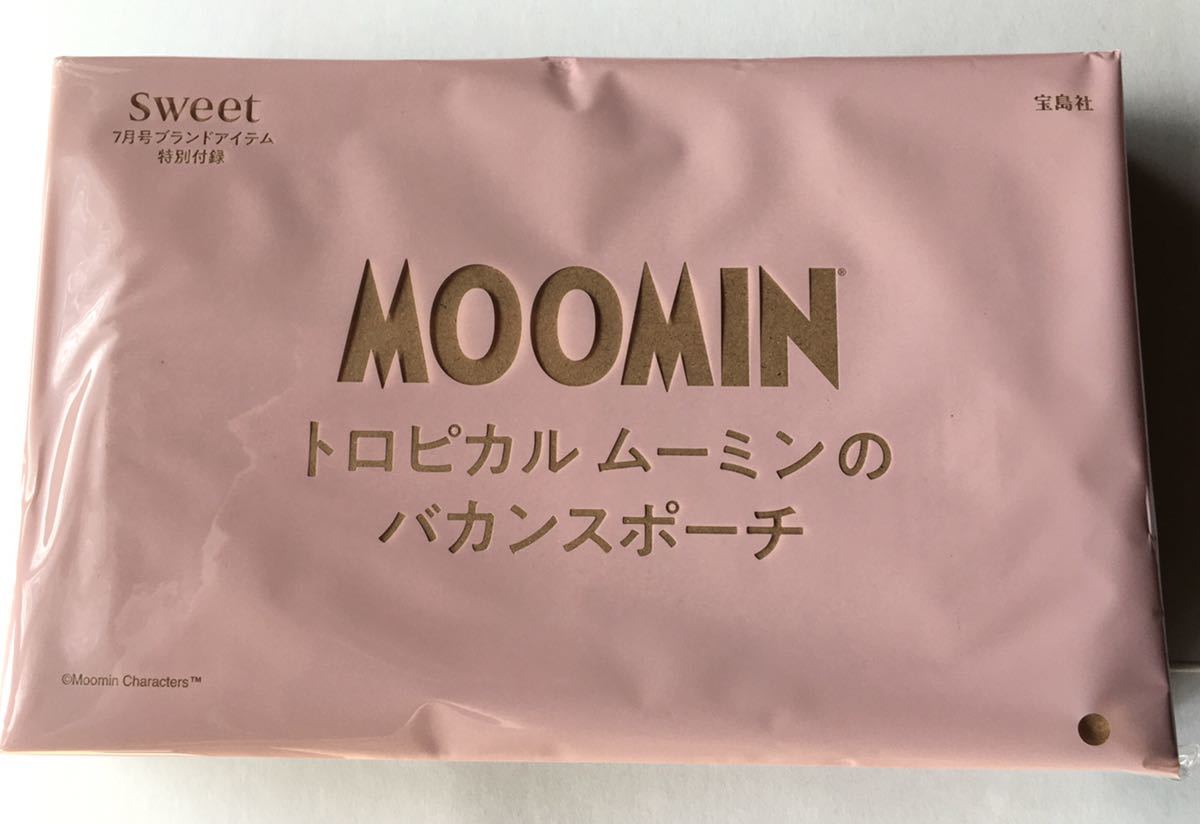 sweet
7月号ブランドアイテム
特別付録
宝島社
MOOMIN®
トロピカル ムーミンの
バカンスポーチ
©Moomin Characters™